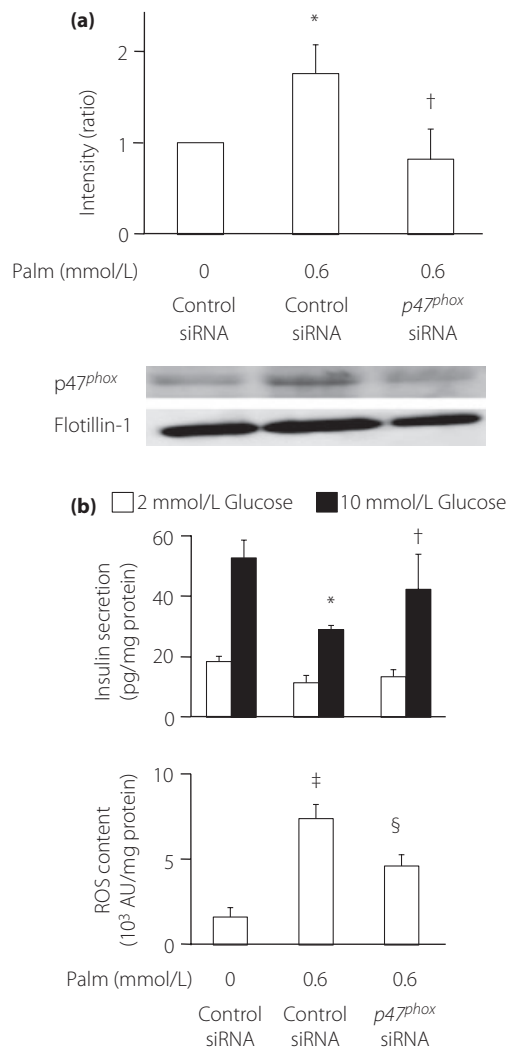 (a)
*
†
2
1
0
Intensity (ratio)
Palm (mmol/L) 0 0.6 0.6
Control Control p47phox
siRNA siRNA siRNA
p47phox
Flotillin-1
(b) 2 mmol/L Glucose 10 mmol/L Glucose
60
40
20
0
Insulin secretion
(pg/mg protein)
*
†
10
5
0
ROS content
(10³ AU/mg protein)
‡
§
Palm (mmol/L) 0 0.6 0.6
Control Control p47phox
siRNA siRNA siRNA